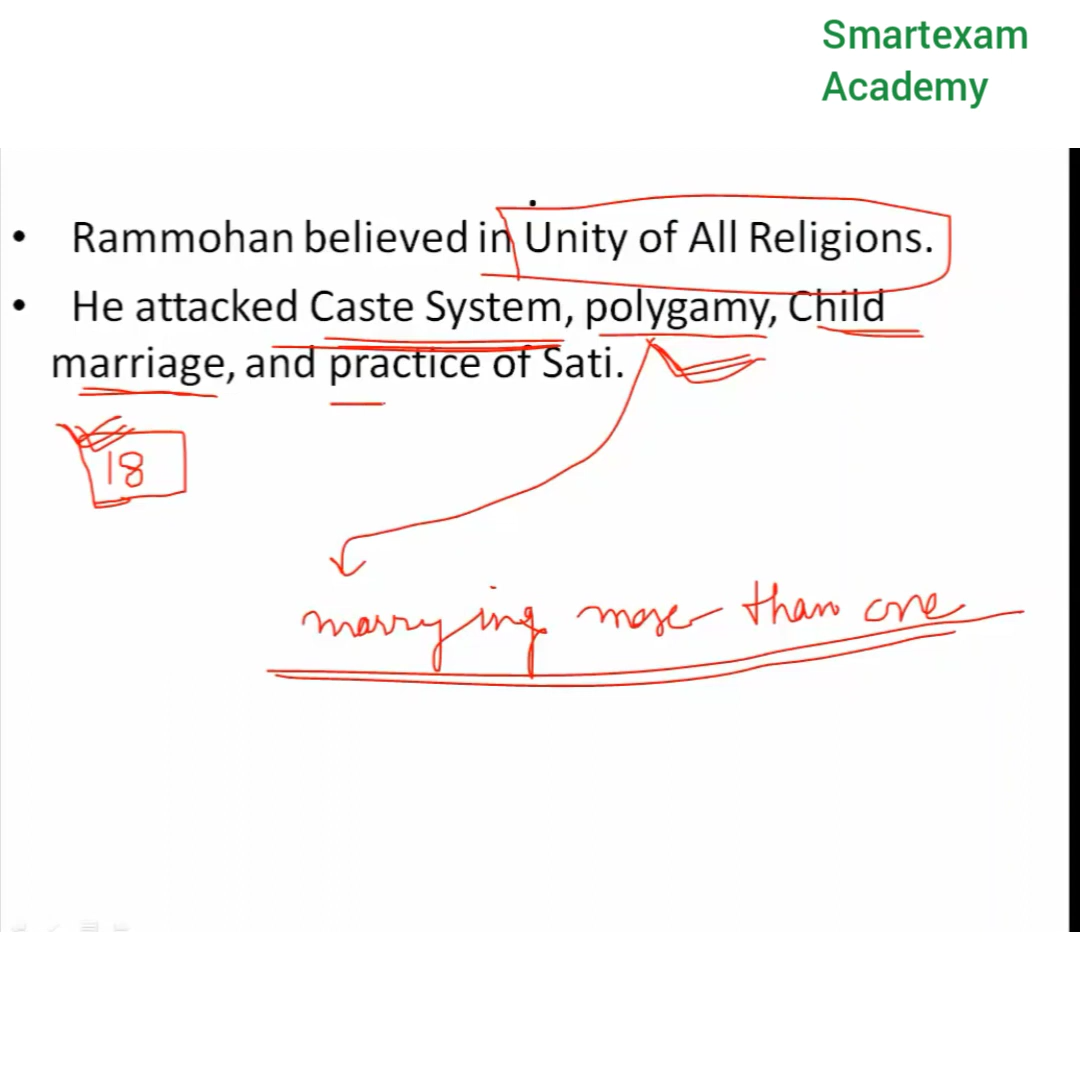 Smartexam
Academy
• Rammohan believed in Unity of All Religions.
• He attacked Caste System, polygamy, Child
marriage, and practice of Sati.
18
marrying more than one